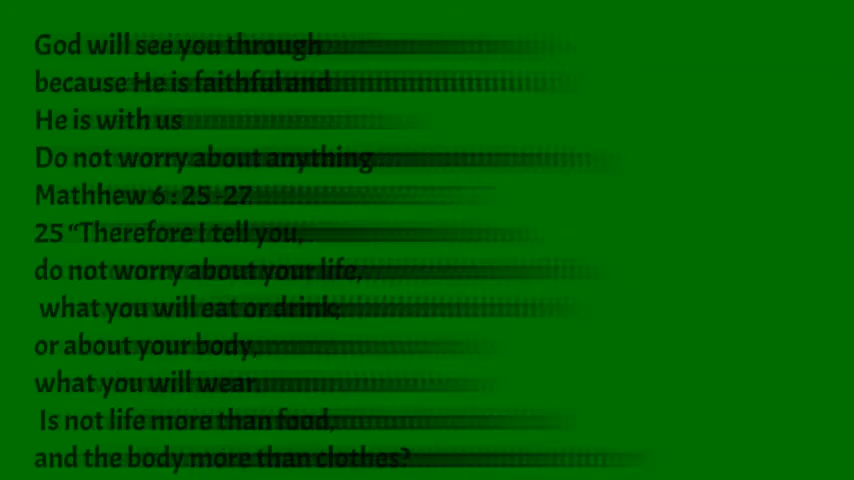 God will see you through
because He is faithful and
He is with us
Do not worry about anything
Mathhew 6 : 25-27
25 “Therefore I tell you,
do not worry about your life,
what you will eat or drink;
or about your body,
what you will wear.
Is not life more than food,
and the body more than clothes?